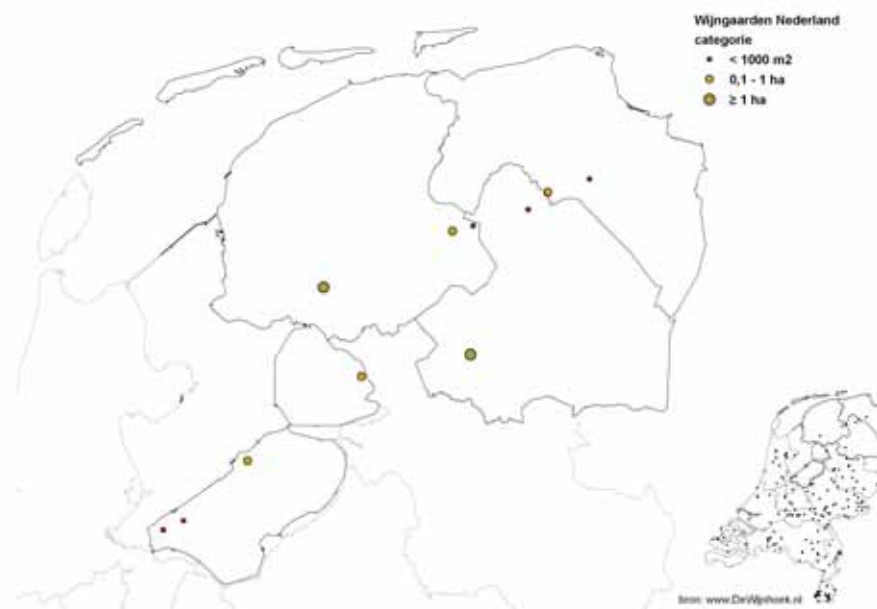 Wijngaarden Nederland
categorie
< 1000 m2
0,1 - 1 ha
≥ 1 ha
bron: www.DeWijnhoek.nl